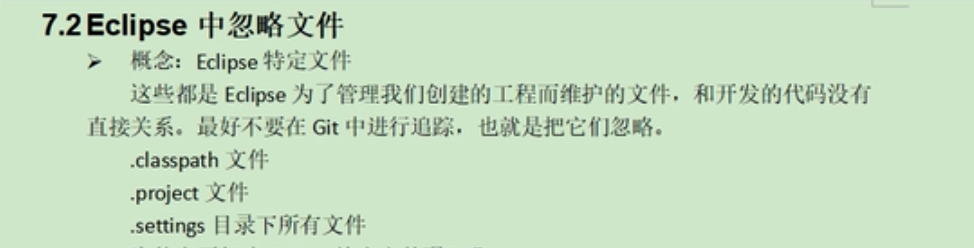 7.2 Eclipse 中忽略文件
➢ 概念：Eclipse 特定文件
这些都是 Eclipse 为了管理我们创建的工程而维护的文件，和开发的代码没有
直接关系。最好不要在 Git 中进行追踪，也就是把它们忽略。
.classpath 文件
.project 文件
.settings 目录下所有文件